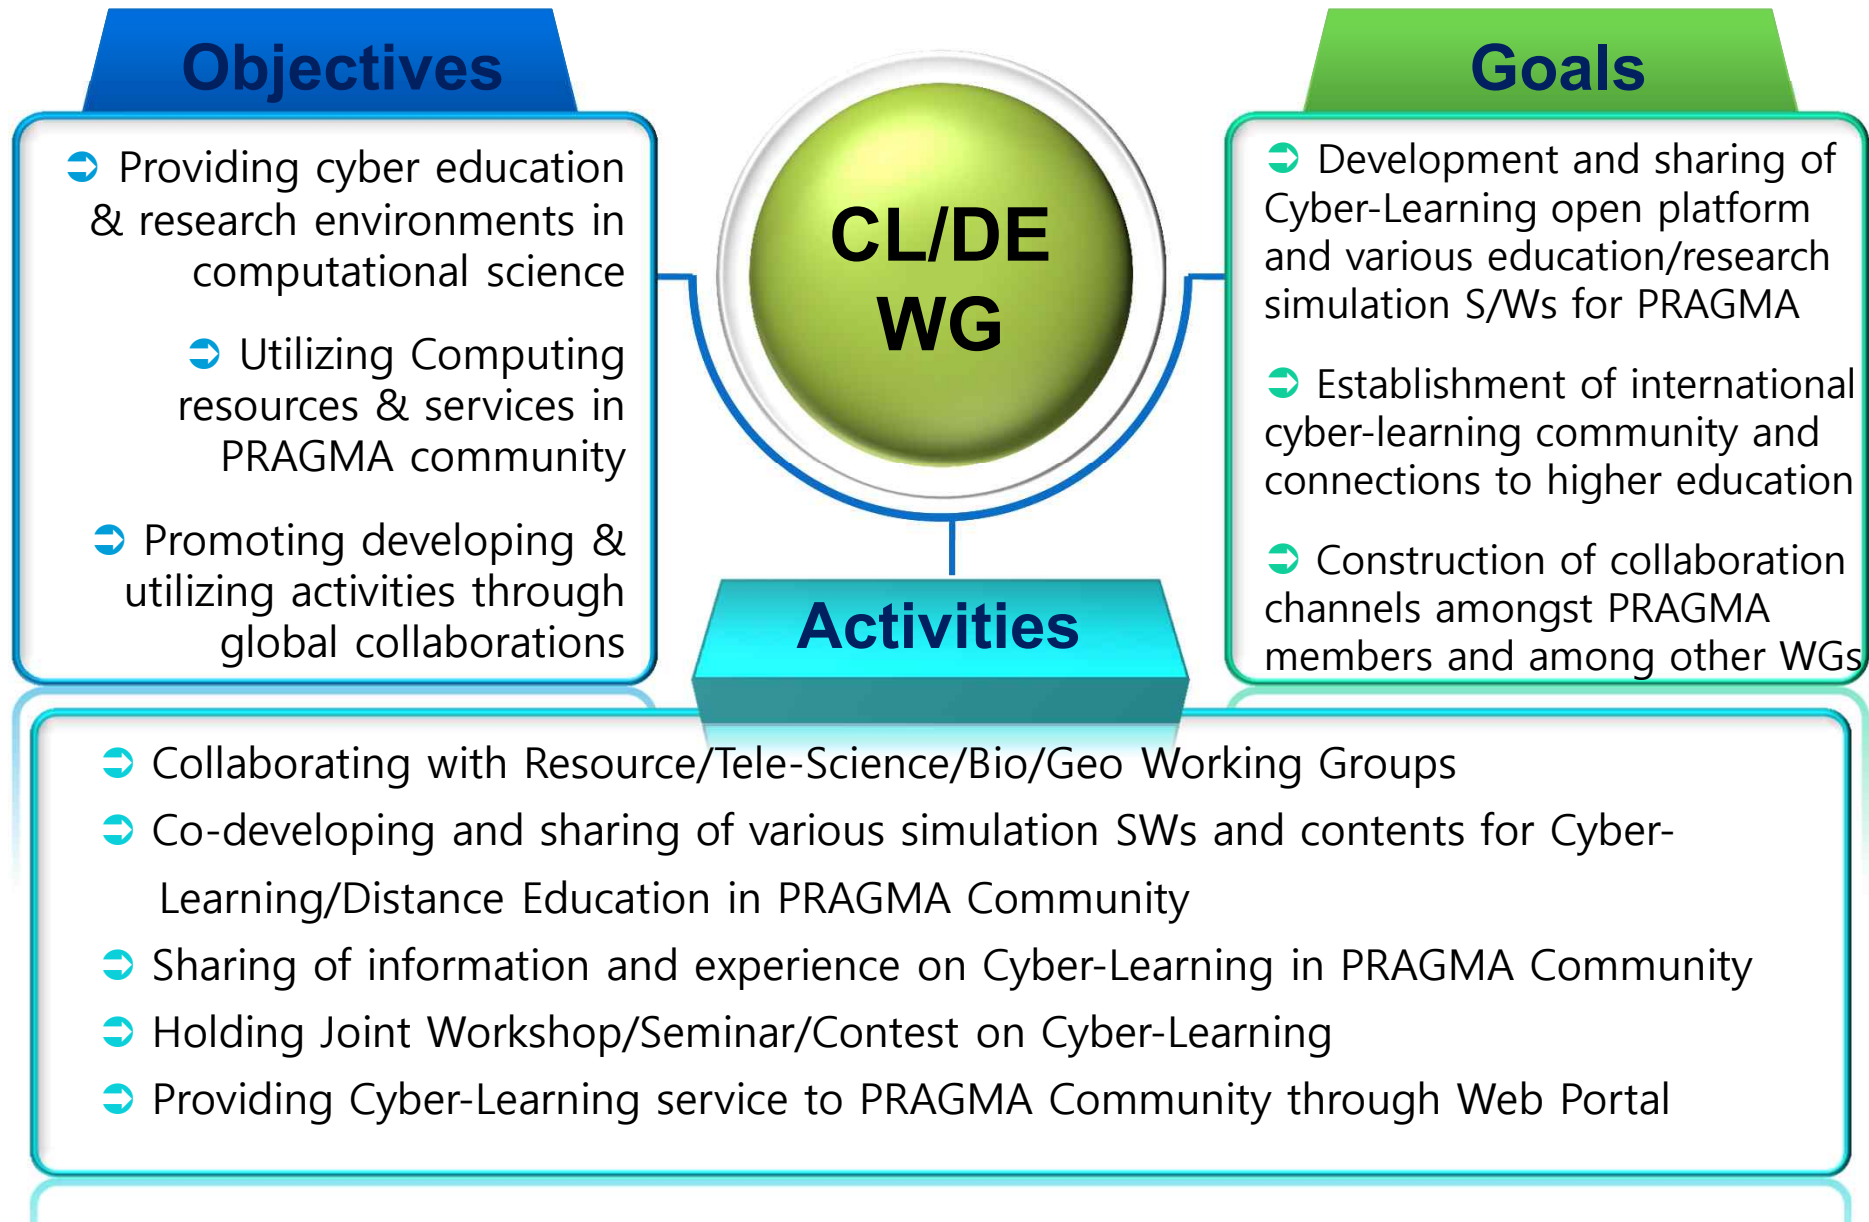 Objectives
Providing cyber education
& research environments in
computational science
Utilizing Computing
resources & services in
PRAGMA community
Promoting developing &
utilizing activities through
global collaborations
CL/DE
WG
Goals
Development and sharing of
Cyber-Learning open platform
and various education/research
simulation S/Ws for PRAGMA
Establishment of international
cyber-learning community and
connections to higher education
Construction of collaboration
channels amongst PRAGMA
members and among other WGs
Activities
Collaborating with Resource/Tele-Science/Bio/Geo Working Groups
Co-developing and sharing of various simulation SWs and contents for Cyber-
Learning/Distance Education in PRAGMA Community
Sharing of information and experience on Cyber-Learning in PRAGMA Community
Holding Joint Workshop/Seminar/Contest on Cyber-Learning
Providing Cyber-Learning service to PRAGMA Community through Web Portal